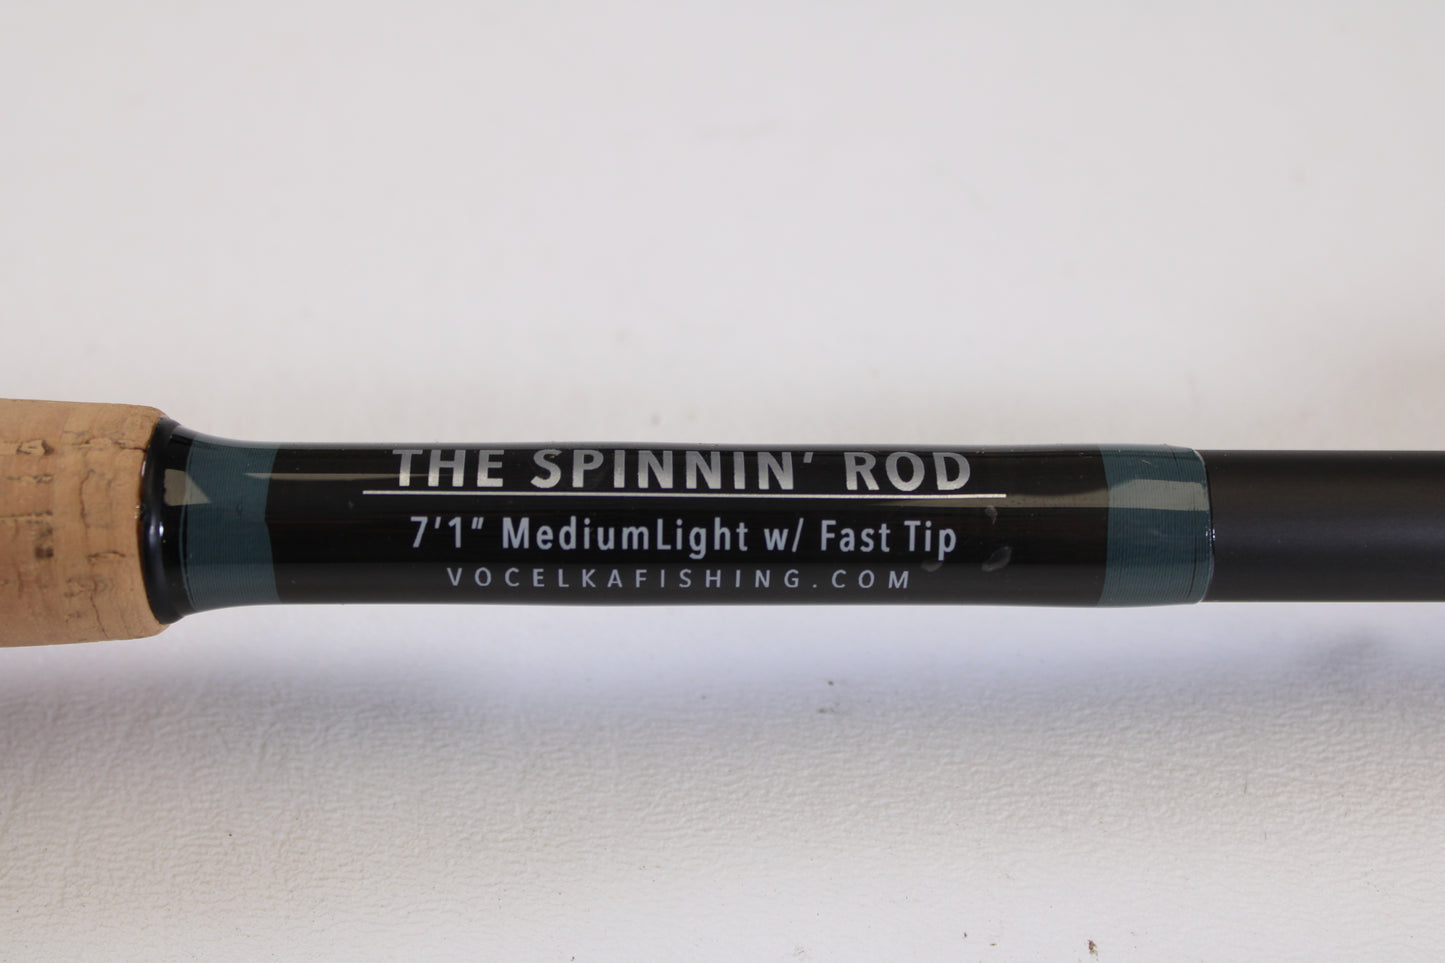 THE SPINNIN' ROD
7'1" MediumLight w/ Fast Tip
VOCELKAFISHING.COM